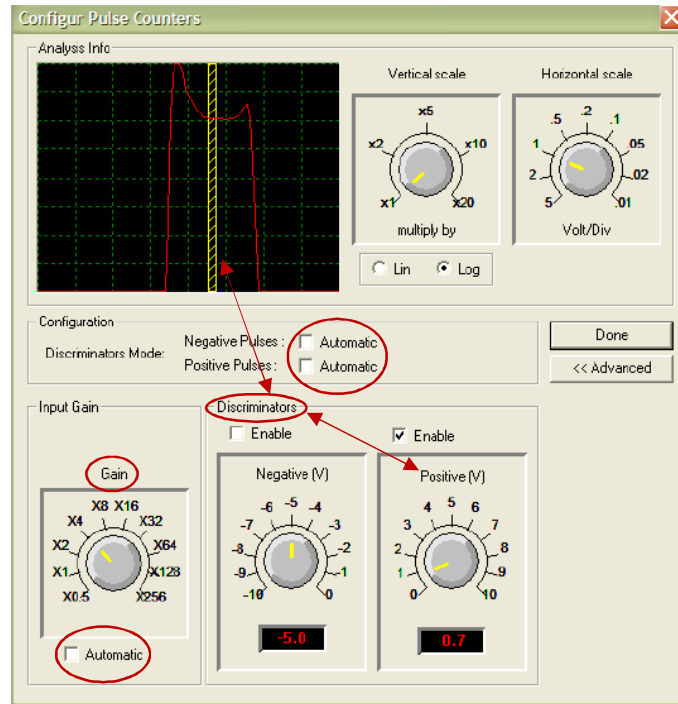 Configur Pulse Counters
Analysis Info
Vertical scale
Horizontal scale
x1 x2 x5 x10 x20
multiply by
5 2 1 .5 .2 .1 .05 .02 .01
Volt/Div
Lin Log
Configuration
Discriminators Mode:
Negative Pulses : Automatic
Positive Pulses : Automatic
Done
<< Advanced
Input Gain
Gain
X0.5 X1 X2 X4 X8 X16 X32 X64 X128 X256
Automatic
Discriminators
Enable
Negative (V)
-10 -9 -8 -7 -6 -5 -4 -3 -2 -1 0
-5.0
Enable
Positive (V)
0 1 2 3 4 5 6 7 8 9 10
0.7